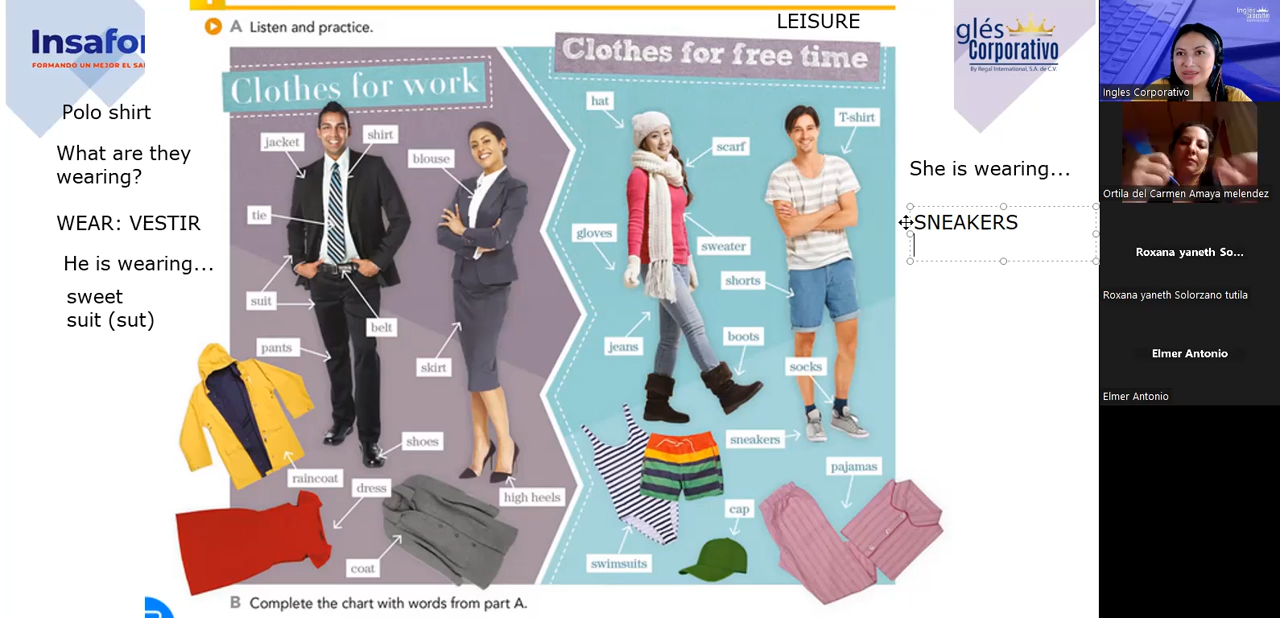 Insafor
FORMANDO UN MEJOR EL SAL
A Listen and practice.
LEISURE
Clothes for work
Clothes for free time
glés
Corporativo
By Regal International, S.A. de C.V.
Polo shirt
What are they
wearing?
WEAR: VESTIR
He is wearing...
sweet
suit (sut)
jacket
shirt
blouse
tie
suit
belt
pants
skirt
shoes
raincoat
dress
high heels
coat
hat
T-shirt
scarf
gloves
sweater
shorts
jeans
boots
socks
sneakers
pajamas
cap
swimsuits
She is wearing...
SNEAKERS
B Complete the chart with words from part A.
Ingles Corporativo
Ortila del Carmen Amaya melendez
Roxana yaneth So...
Roxana yaneth Solorzano tutila
Elmer Antonio
Elmer Antonio